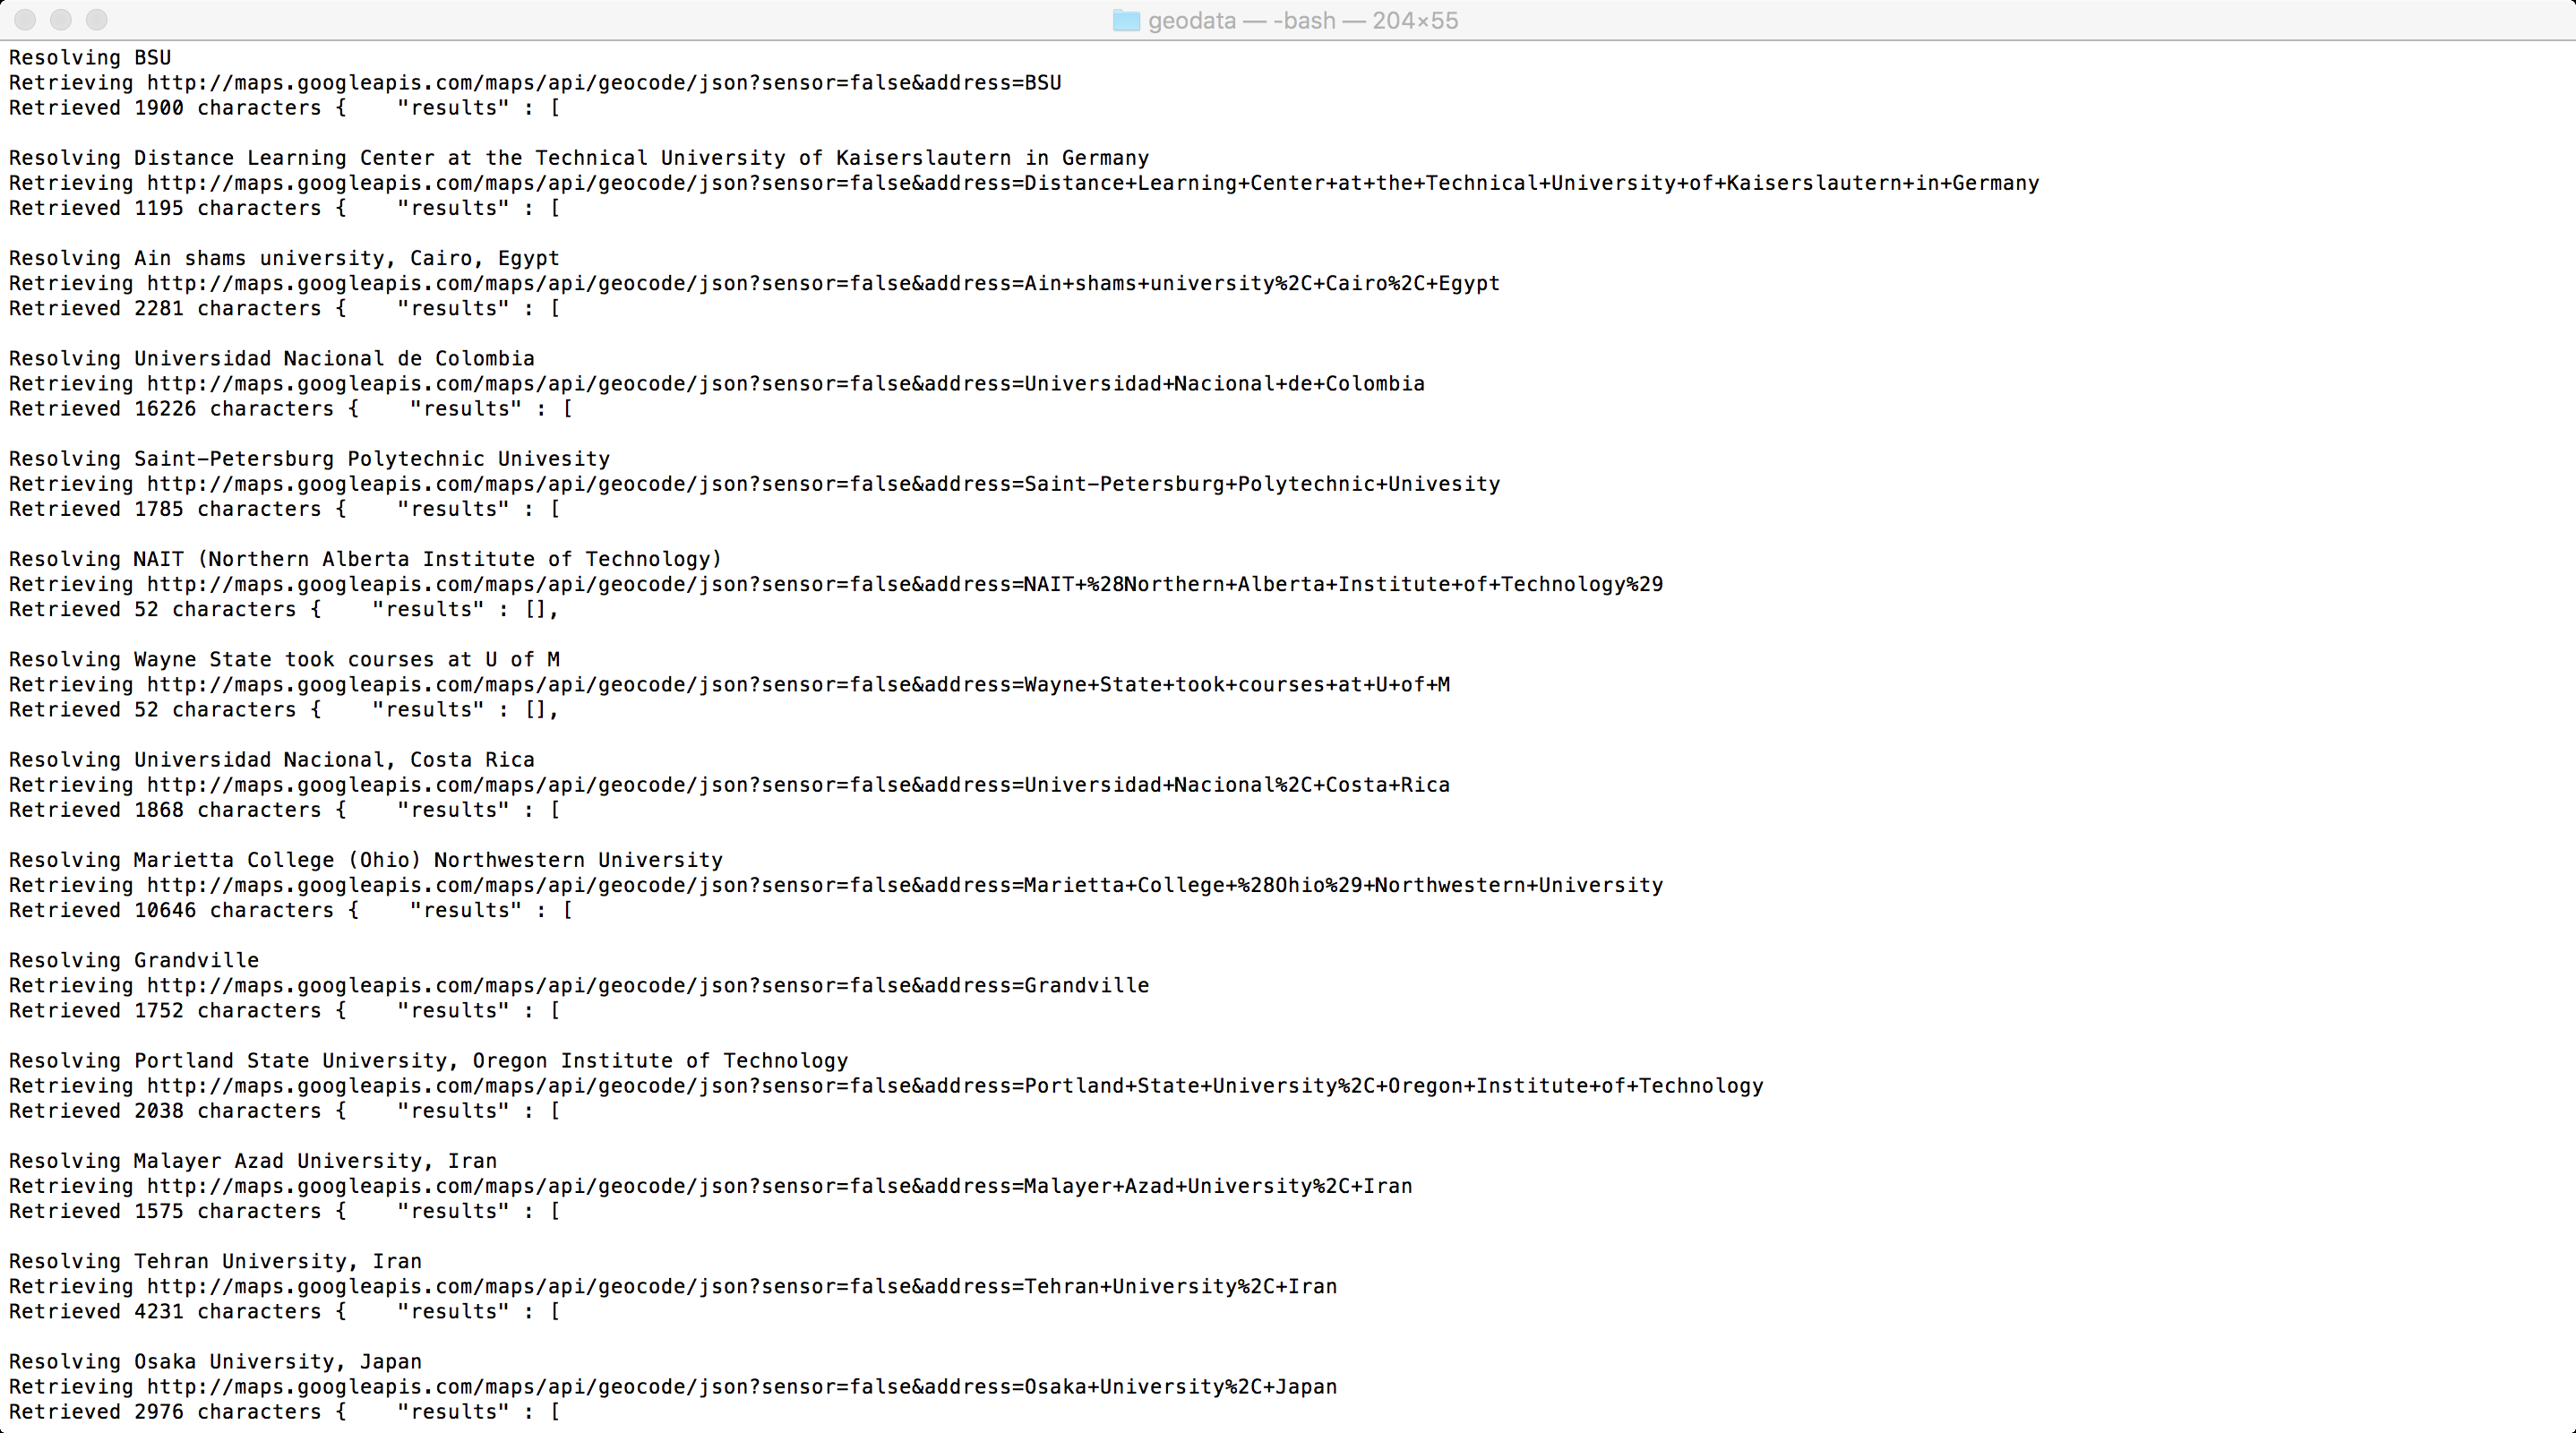 geodata — -bash — 204×55
Resolving BSU
Retrieving http://maps.googleapis.com/maps/api/geocode/json?sensor=false&address=BSU
Retrieved 1900 characters {    "results" : [
Resolving Distance Learning Center at the Technical University of Kaiserslautern in Germany
Retrieving http://maps.googleapis.com/maps/api/geocode/json?sensor=false&address=Distance+Learning+Center+at+the+Technical+University+of+Kaiserslautern+in+Germany
Retrieved 1195 characters {    "results" : [
Resolving Ain shams university, Cairo, Egypt
Retrieving http://maps.googleapis.com/maps/api/geocode/json?sensor=false&address=Ain+shams+university%2C+Cairo%2C+Egypt
Retrieved 2281 characters {    "results" : [
Resolving Universidad Nacional de Colombia
Retrieving http://maps.googleapis.com/maps/api/geocode/json?sensor=false&address=Universidad+Nacional+de+Colombia
Retrieved 16226 characters {    "results" : [
Resolving Saint-Petersburg Polytechnic Univesity
Retrieving http://maps.googleapis.com/maps/api/geocode/json?sensor=false&address=Saint-Petersburg+Polytechnic+Univesity
Retrieved 1785 characters {    "results" : [
Resolving NAIT (Northern Alberta Institute of Technology)
Retrieving http://maps.googleapis.com/maps/api/geocode/json?sensor=false&address=NAIT+%28Northern+Alberta+Institute+of+Technology%29
Retrieved 52 characters {    "results" : [],
Resolving Wayne State took courses at U of M
Retrieving http://maps.googleapis.com/maps/api/geocode/json?sensor=false&address=Wayne+State+took+courses+at+U+of+M
Retrieved 52 characters {    "results" : [],
Resolving Universidad Nacional, Costa Rica
Retrieving http://maps.googleapis.com/maps/api/geocode/json?sensor=false&address=Universidad+Nacional%2C+Costa+Rica
Retrieved 1868 characters {    "results" : [
Resolving Marietta College (Ohio) Northwestern University
Retrieving http://maps.googleapis.com/maps/api/geocode/json?sensor=false&address=Marietta+College+%28Ohio%29+Northwestern+University
Retrieved 10646 characters {    "results" : [
Resolving Grandville
Retrieving http://maps.googleapis.com/maps/api/geocode/json?sensor=false&address=Grandville
Retrieved 1752 characters {    "results" : [
Resolving Portland State University, Oregon Institute of Technology
Retrieving http://maps.googleapis.com/maps/api/geocode/json?sensor=false&address=Portland+State+University%2C+Oregon+Institute+of+Technology
Retrieved 2038 characters {    "results" : [
Resolving Malayer Azad University, Iran
Retrieving http://maps.googleapis.com/maps/api/geocode/json?sensor=false&address=Malayer+Azad+University%2C+Iran
Retrieved 1575 characters {    "results" : [
Resolving Tehran University, Iran
Retrieving http://maps.googleapis.com/maps/api/geocode/json?sensor=false&address=Tehran+University%2C+Iran
Retrieved 4231 characters {    "results" : [
Resolving Osaka University, Japan
Retrieving http://maps.googleapis.com/maps/api/geocode/json?sensor=false&address=Osaka+University%2C+Japan
Retrieved 2976 characters {    "results" : [